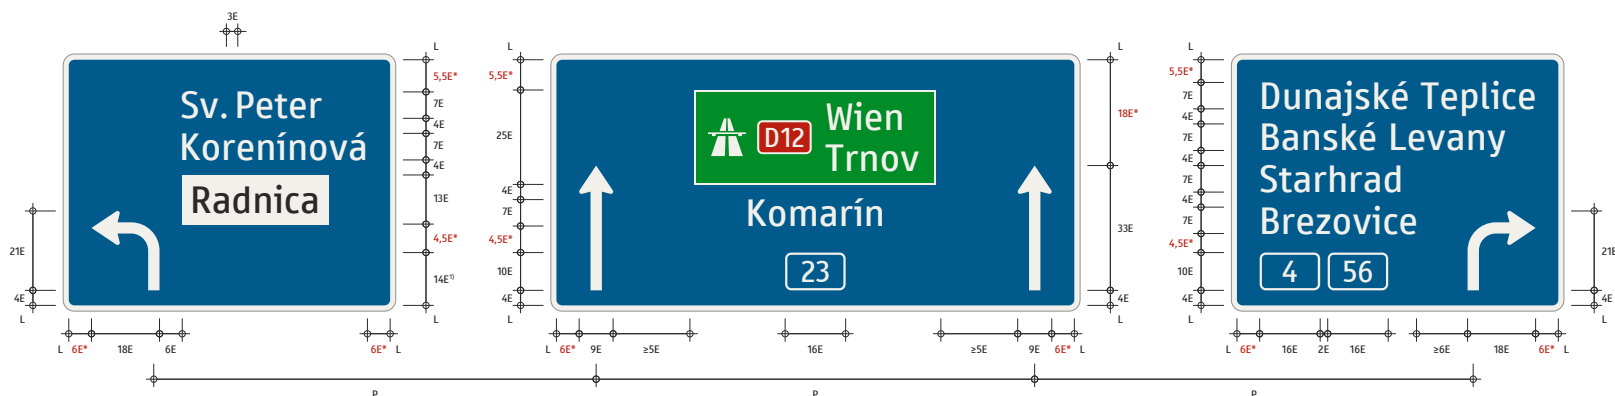 3E
L
5,5E*
7E
4E
7E
4E
13E
4,5E*
14E¹⁾
L
Sv. Peter
Korenínová
Radnica
21E
4E
L
L 6E* 18E 6E 6E* L
L
5,5E*
25E
4E
7E
4,5E*
10E
4E
L
D12
Wien
Trnov
Komarín
23
L
18E*
33E
4E
L
L 6E* 9E ≥5E 16E ≥5E 9E 6E* L
L
5,5E*
7E
4E
7E
4E
7E
4E
7E
4,5E*
10E
4E
L
Dunajské Teplice
Banské Levany
Starhrad
Brezovice
4 56
21E
4E
L
L 6E* 16E 2E 16E ≥6E 18E 6E* L
P P P